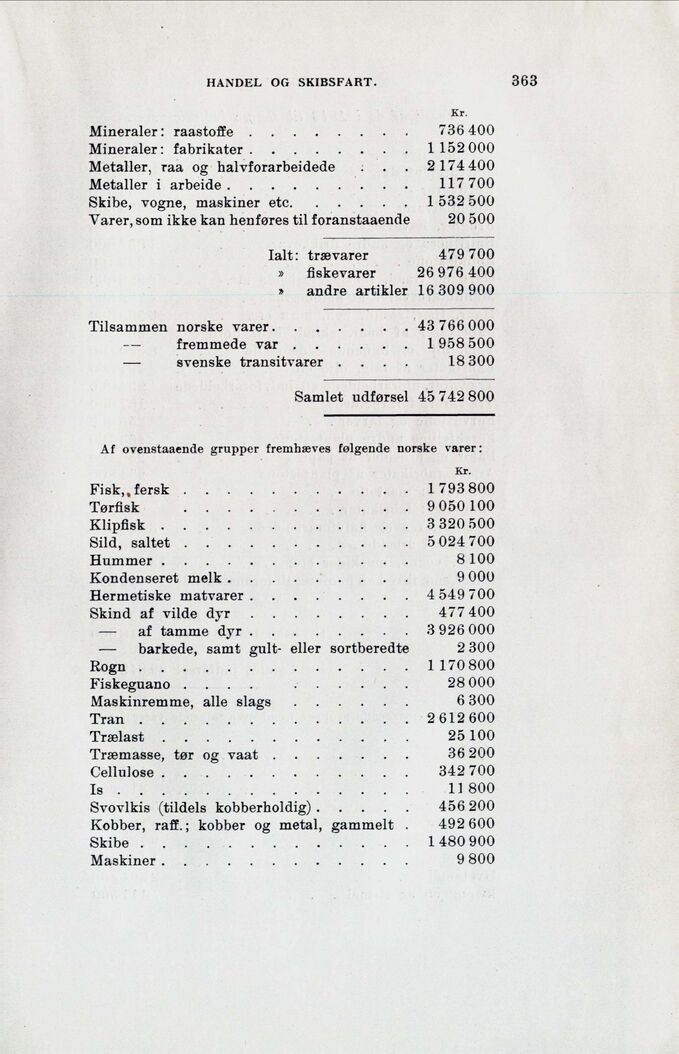 HANDEL OG SKIBSFART. 363
Kr.
Mineraler: raastoffe . . . . . . . . 736 400
Mineraler: fabrikater . . . . . . . . 1 152 000
Metaller, raa og halvforarbeidede . . . 2 174 400
Metaller i arbeide . . . . . . . . . 117 700
Skibe, vogne, maskiner etc. . . . . . 1 532 500
Varer, som ikke kan henføres til foranstaaende 20 500
Ialt: trævarer 479 700
» fiskevarer 26 976 400
» andre artikler 16 309 900
Tilsammen norske varer. . . . . . . 43 766 000
— fremmede var . . . . . . 1 958 500
— svenske transitvarer . . . . 18 300
Samlet udførsel 45 742 800
Af ovenstaaende grupper fremhæves følgende norske varer:
Kr.
Fisk, fersk . . . . . . . . . . . 1 793 800
Tørfisk . . . . . . . . . . . 9 050 100
Klipfisk . . . . . . . . . . . . 3 320 500
Sild, saltet . . . . . . . . . . . 5 024 700
Hummer . . . . . . . . . . . . 8 100
Kondenseret melk . . . . . . . . . 9 000
Hermetiske matvarer . . . . . . . . 4 549 700
Skind af vilde dyr . . . . . . . . 477 400
— af tamme dyr . . . . . . . . 3 926 000
— barkede, samt gult- eller sortberedte 2 300
Rogn . . . . . . . . . . . . . 1 170 800
Fiskeguano . . . . . . . . . . 28 000
Maskinremme, alle slags . . . . . . 6 300
Tran . . . . . . . . . . . . . 2 612 600
Trælast . . . . . . . . . . . . 25 100
Træmasse, tør og vaat . . . . . . . 36 200
Cellulose . . . . . . . . . . . . 342 700
Is . . . . . . . . . . . . . . 11 800
Svovlkis (tildels kobberholdig) . . . . . 456 200
Kobber, raff.; kobber og metal, gammelt . 492 600
Skibe . . . . . . . . . . . . . 1 480 900
Maskiner . . . . . . . . . . . . 9 800